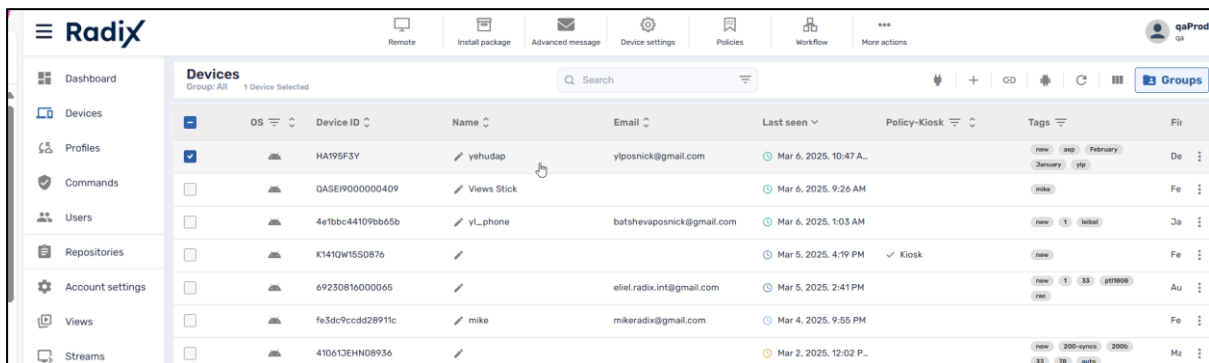 Radix
Remote
Install package
Advanced message
Device settings
Policies
Workflow
More actions
qaProd
qa
Dashboard
Devices
Profiles
Commands
Users
Repositories
Account settings
Views
Streams
Devices
Group: All 1 Device Selected
Search
Groups
OS Device ID Name Email Last seen Policy-Kiosk Tags
HA195F3Y yehudap ylposnick@gmail.com Mar 6, 2025, 10:47 A... new aep February De
January ylp
QASEI9000000409 Views Stick Mar 6, 2025, 9:26 AM mike Fe
4e1bbc44109bb65b yl_phone batshevaposnick@gmail.com Mar 6, 2025, 1:03 AM new 1 leibel Ja
K141QW15S0876 Mar 5, 2025, 4:19 PM Kiosk new Fe
69230816000065 eliel.radix.int@gmail.com Mar 5, 2025, 2:41 PM new 1 33 ptl1808 Au
rac
fe3dc9ccdd28911c mike mikeradix@gmail.com Mar 4, 2025, 9:55 PM Fe
41061JEHN08936 Mar 2, 2025, 12:02 P... new 200-syncs 200b Ma
33 78 auto